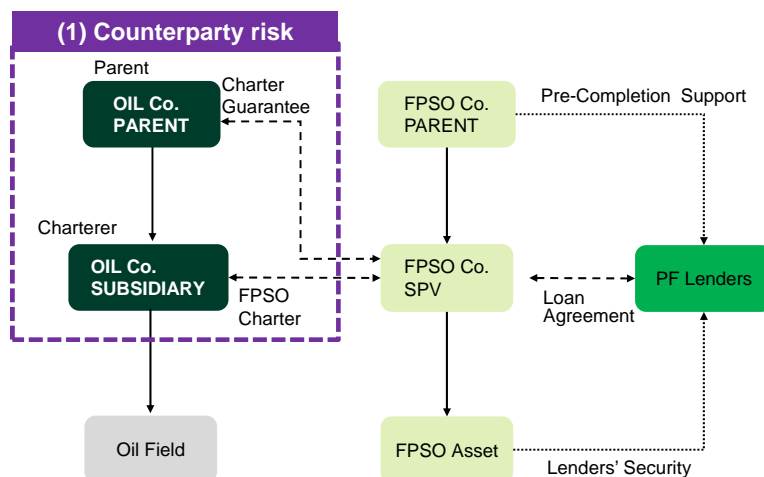 (1) Counterparty risk
Parent
OIL Co.
PARENT
Charter
Guarantee
FPSO Co.
PARENT
Pre-Completion Support
Charterer
OIL Co.
SUBSIDIARY
FPSO
Charter
FPSO Co.
SPV
Loan
Agreement
PF Lenders
Oil Field
FPSO Asset
Lenders’ Security